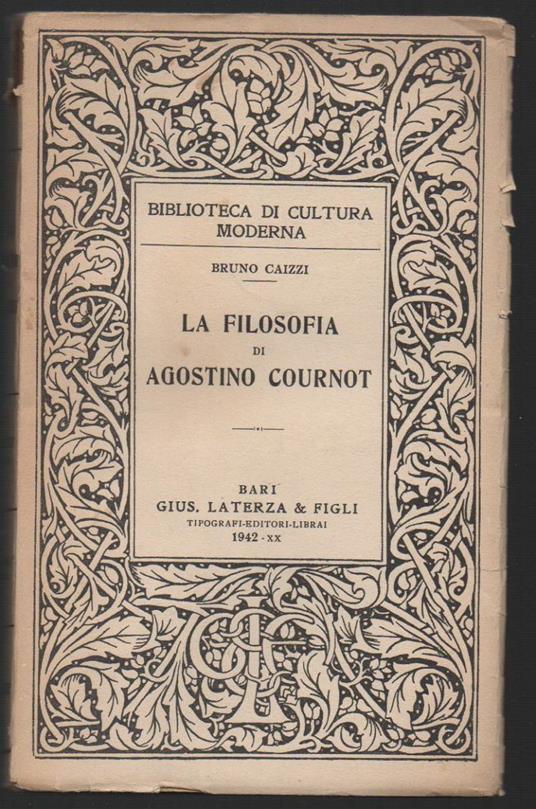 BIBLIOTECA DI CULTURA
MODERNA
BRUNO CAIZZI
LA FILOSOFIA
DI
AGOSTINO COURNOT
BARI
GIUS. LATERZA & FIGLI
TIPOGRAFI-EDITORI-LIBRAI
1942-XX